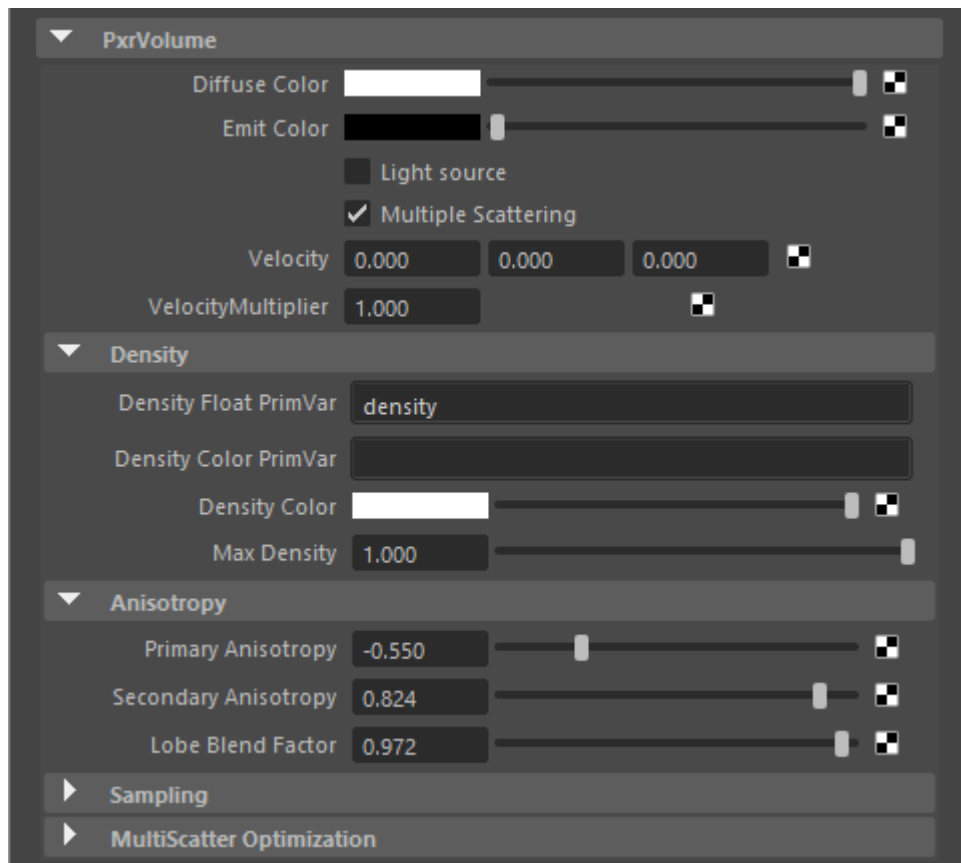 PxrVolume
Diffuse Color
Emit Color
Light source
Multiple Scattering
Velocity 0.000 0.000 0.000
VelocityMultiplier 1.000
Density
Density Float PrimVar density
Density Color PrimVar
Density Color
Max Density 1.000
Anisotropy
Primary Anisotropy -0.550
Secondary Anisotropy 0.824
Lobe Blend Factor 0.972
Sampling
MultiScatter Optimization